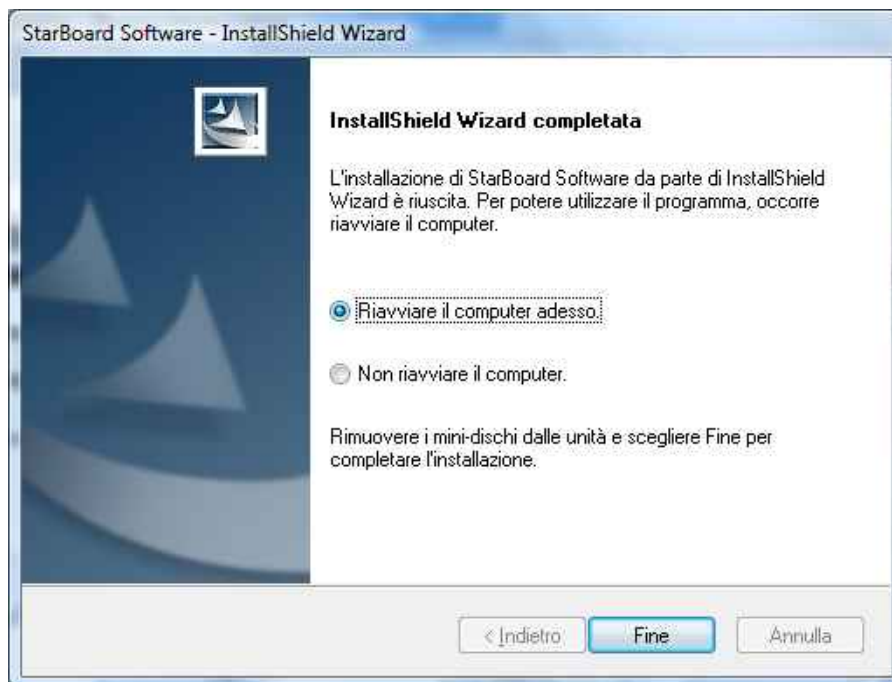 StarBoard Software - InstallShield Wizard
InstallShield Wizard completata
L'installazione di StarBoard Software da parte di InstallShield
Wizard è riuscita. Per potere utilizzare il programma, occorre
riavviare il computer.
Riavviare il computer adesso.
Non riavviare il computer.
Rimuovere i mini-dischi dalle unità e scegliere Fine per
completare l'installazione.
< Indietro
Fine
Annulla